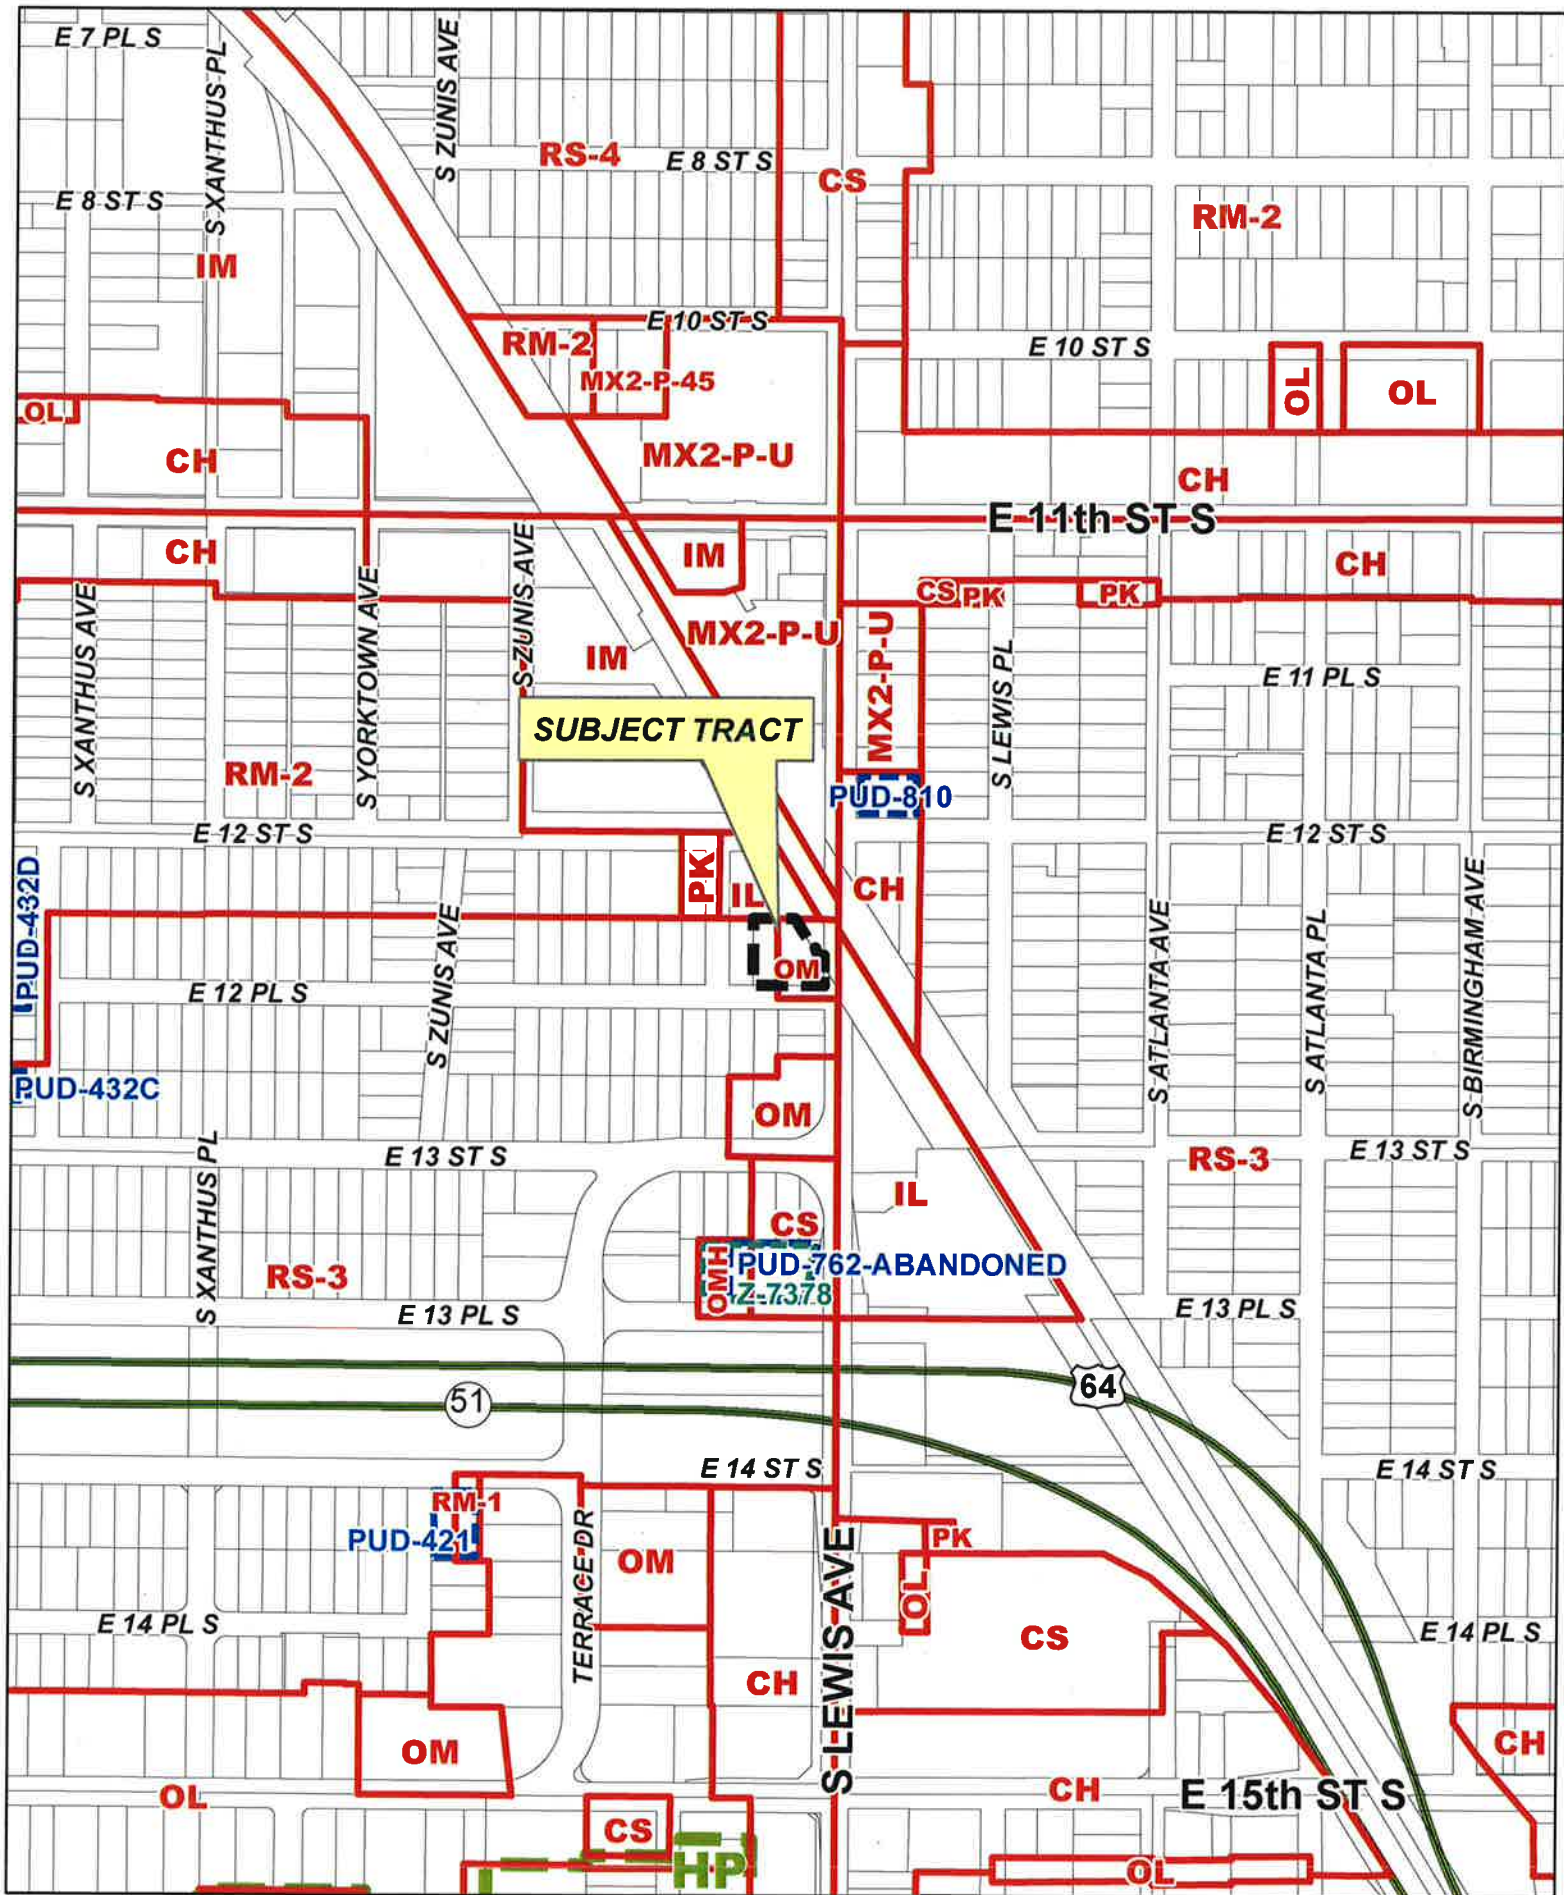 E 7 PL S
S XANTHUS PL
S ZUNIS AVE
RS-4
E 8 ST S
CS
E 8 ST S
RM-2
IM
E 10 ST S
RM-2
E 10 ST S
MX2-P-45
OL
OL
OL
CH
MX2-P-U
CH
E 11th ST S
CH
IM
CH
S ZUNIS AVE
CS
PK
PK
S XANTHUS AVE
S YORKTOWN AVE
MX2-P-U
MX2-P-U
IM
S LEWIS PL
E 11 PL S
SUBJECT TRACT
RM-2
PUD-810
E 12 ST S
E 12 ST S
PUD-432D
PK
IL
CH
S ZUNIS AVE
S ATLANTA AVE
S ATLANTA PL
S BIRMINGHAM AVE
OM
E 12 PL S
PUD-432C
OM
E 13 ST S
RS-3
E 13 ST S
S XANTHUS PL
IL
CS
RS-3
OMH
PUD-762-ABANDONED
Z-7378
E 13 PL S
E 13 PL S
64
51
E 14 ST S
E 14 ST S
RM-1
PUD-421
TERRACE DR
OM
S LEWIS AVE
PK
OL
E 14 PL S
CS
E 14 PL S
CH
OM
CH
OL
CH
E 15th ST S
CS
HP
OL